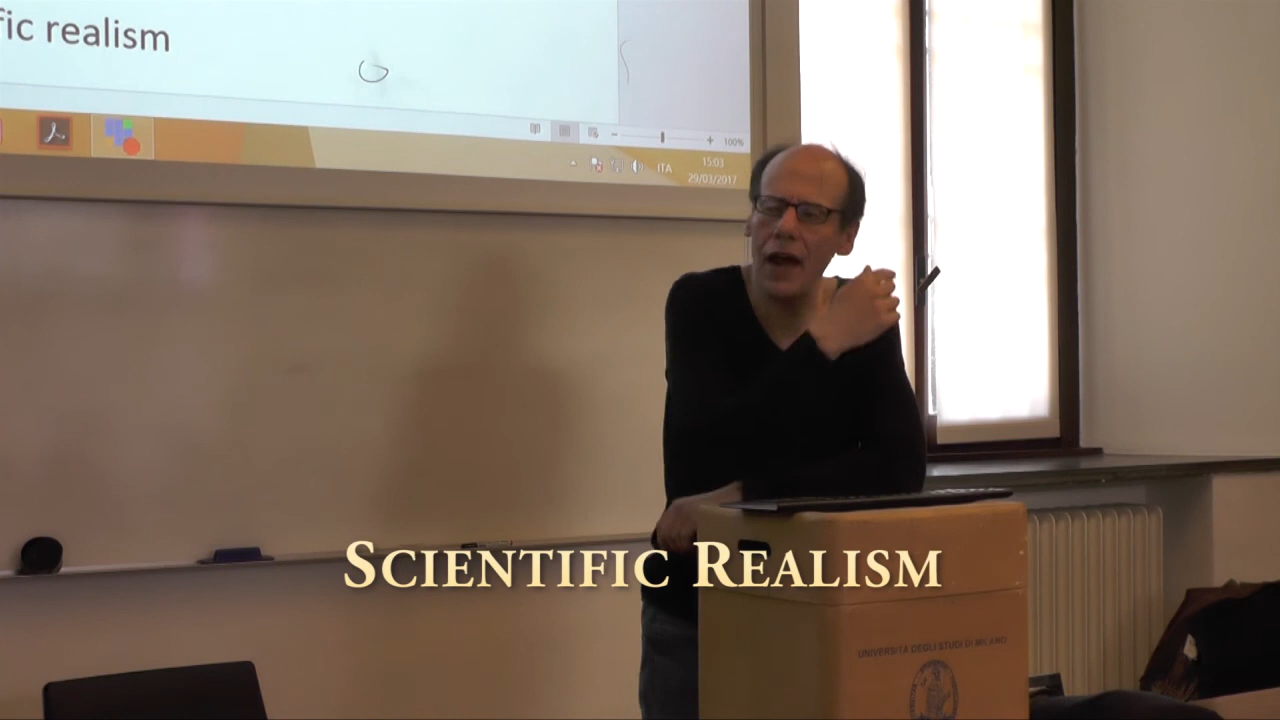 fic realism
100%
ITA
15:03
29/03/2017
SCIENTIFIC REALISM
UNIVERSITÀ DEGLI STUDI DI MILANO